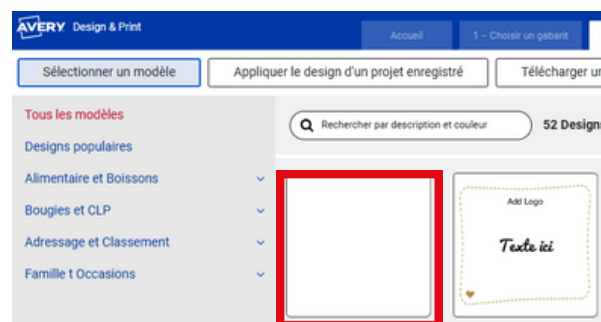 AVERY Design & Print
Accueil
1 – Choisir un gabarit
Sélectionner un modèle
Appliquer le design d'un projet enregistré
Télécharger
Tous les modèles
Designs populaires
Alimentaire et Boissons
Bougies et CLP
Adressage et Classement
Famille t Occasions
Rechercher par description et couleur
52 Designs
Add Logo
Texte ici